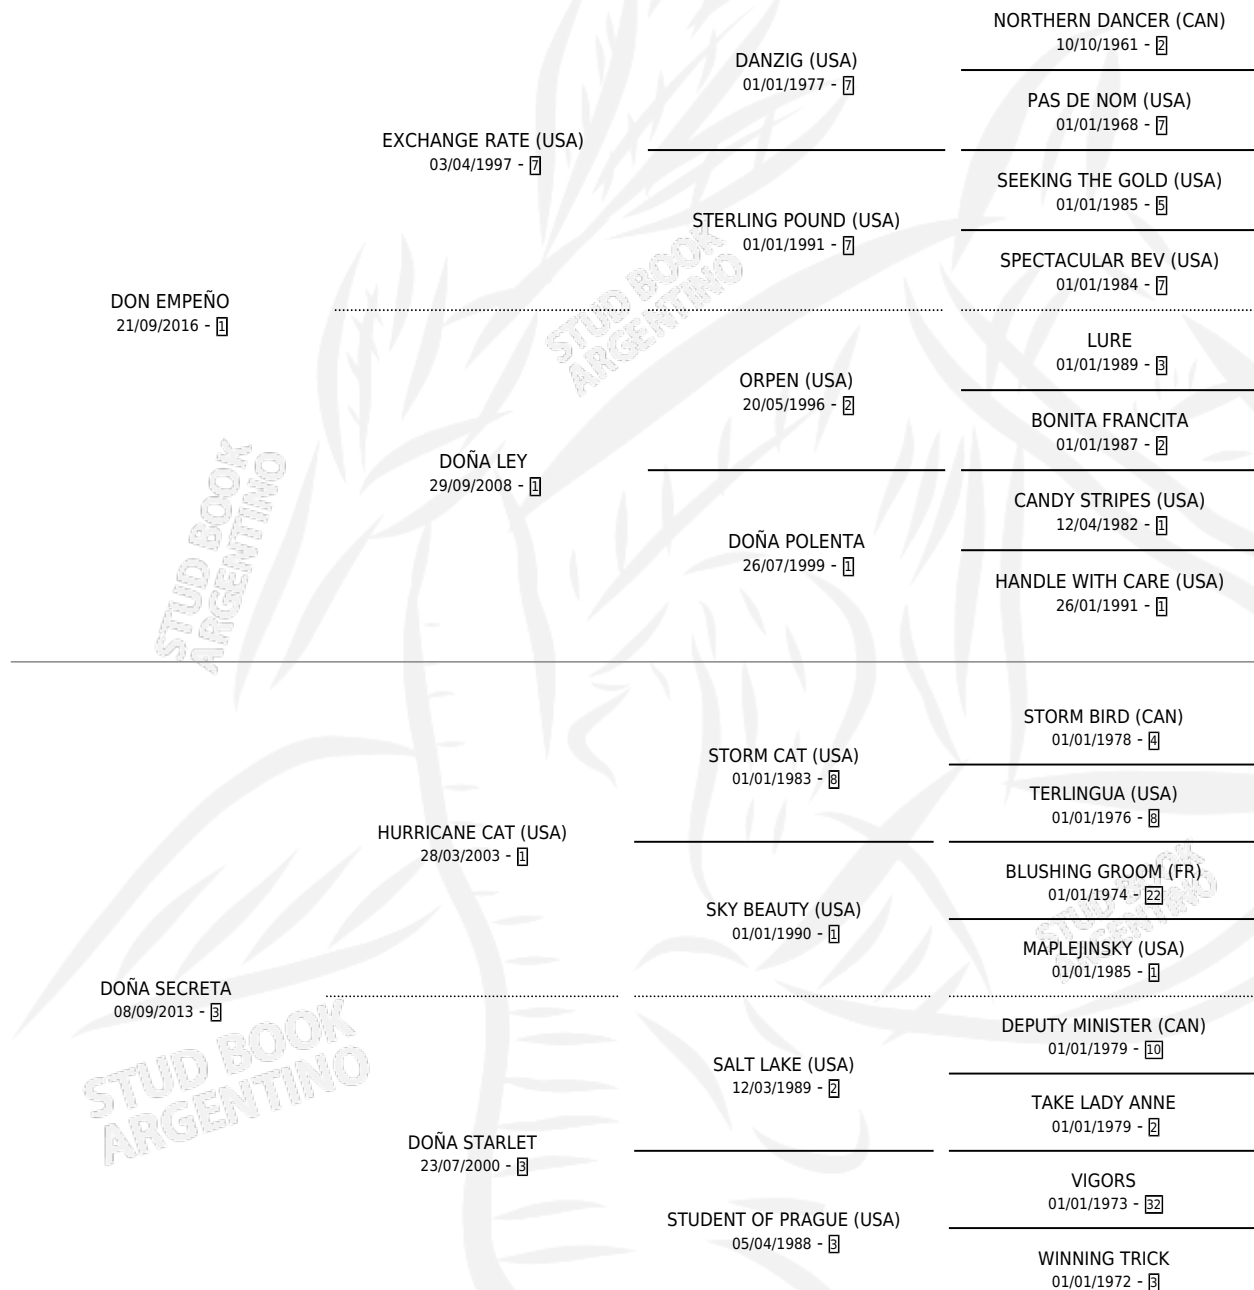 NORTHERN DANCER (CAN)
10/10/1961 - 2
DANZIG (USA)
01/01/1977 - 7
PAS DE NOM (USA)
01/01/1968 - 7
EXCHANGE RATE (USA)
03/04/1997 - 7
SEEKING THE GOLD (USA)
01/01/1985 - 5
STERLING POUND (USA)
01/01/1991 - 7
SPECTACULAR BEV (USA)
01/01/1984 - 7
DON EMPEÑO
21/09/2016 - 1
LURE
01/01/1989 - 3
ORPEN (USA)
20/05/1996 - 2
BONITA FRANCITA
01/01/1987 - 2
DOÑA LEY
29/09/2008 - 1
CANDY STRIPES (USA)
12/04/1982 - 1
DOÑA POLENTA
26/07/1999 - 1
HANDLE WITH CARE (USA)
26/01/1991 - 1
STORM BIRD (CAN)
01/01/1978 - 4
STORM CAT (USA)
01/01/1983 - 8
TERLINGUA (USA)
01/01/1976 - 8
HURRICANE CAT (USA)
28/03/2003 - 1
BLUSHING GROOM (FR)
01/01/1974 - 22
SKY BEAUTY (USA)
01/01/1990 - 1
MAPLEJINSKY (USA)
01/01/1985 - 1
DOÑA SECRETA
08/09/2013 - 3
DEPUTY MINISTER (CAN)
01/01/1979 - 10
SALT LAKE (USA)
12/03/1989 - 2
TAKE LADY ANNE
01/01/1979 - 2
DOÑA STARLET
23/07/2000 - 3
VIGORS
01/01/1973 - 32
STUDENT OF PRAGUE (USA)
05/04/1988 - 3
WINNING TRICK
01/01/1972 - 3
STUD BOOK
ARGENTINO
STUD BOOK
ARGENTINO
STUD BOOK
ARGENTINO
STUD BOOK
ARGENTINO